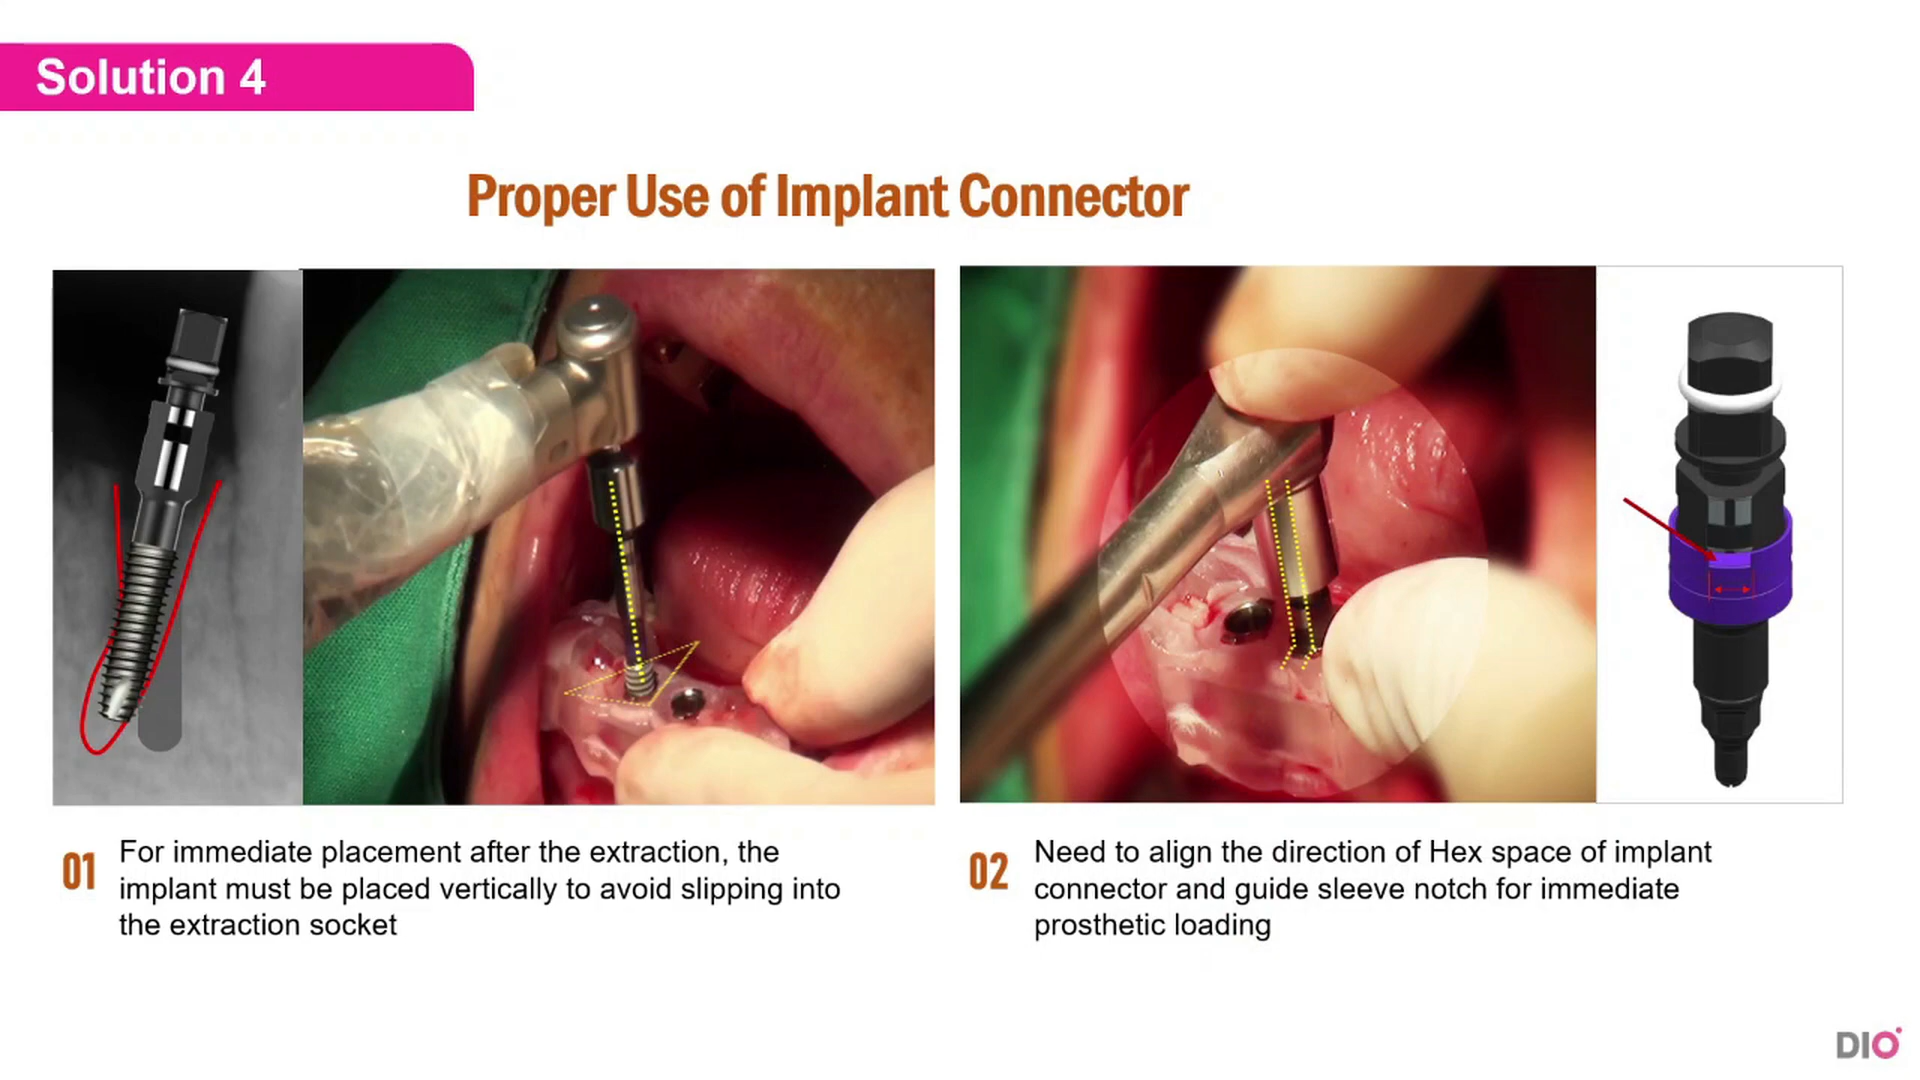 Solution 4
Proper Use of Implant Connector
01
For immediate placement after the extraction, the
implant must be placed vertically to avoid slipping into
the extraction socket
02
Need to align the direction of Hex space of implant
connector and guide sleeve notch for immediate
prosthetic loading
DIO